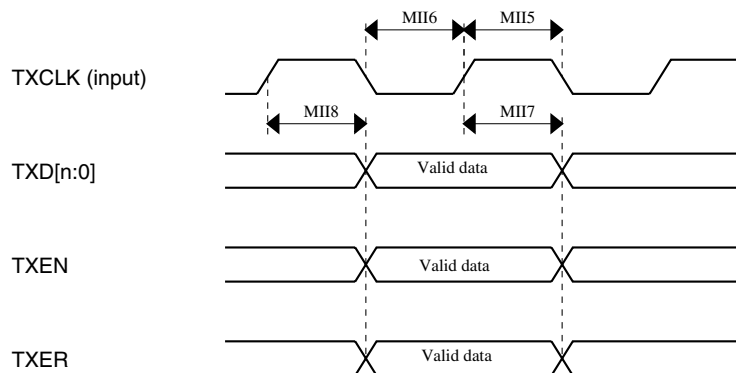 MII6 MII5
TXCLK (input)
MII8 MII7
TXD[n:0] Valid data
TXEN Valid data
TXER Valid data